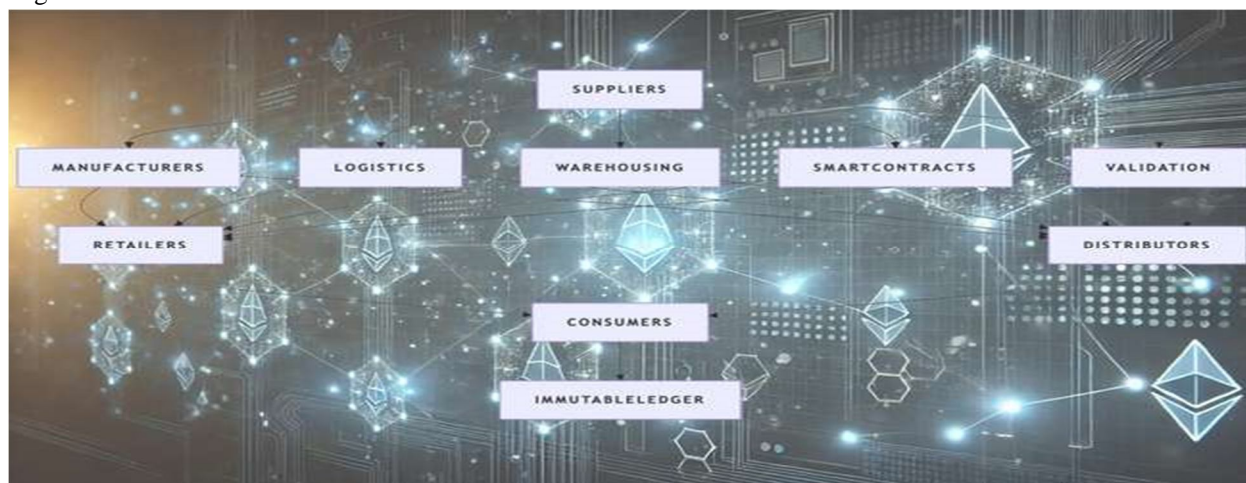 SUPPLIERS
MANUFACTURERS
LOGISTICS
WAREHOUSING
SMARTCONTRACTS
VALIDATION
RETAILERS
DISTRIBUTORS
CONSUMERS
IMMUTABLELEDGER